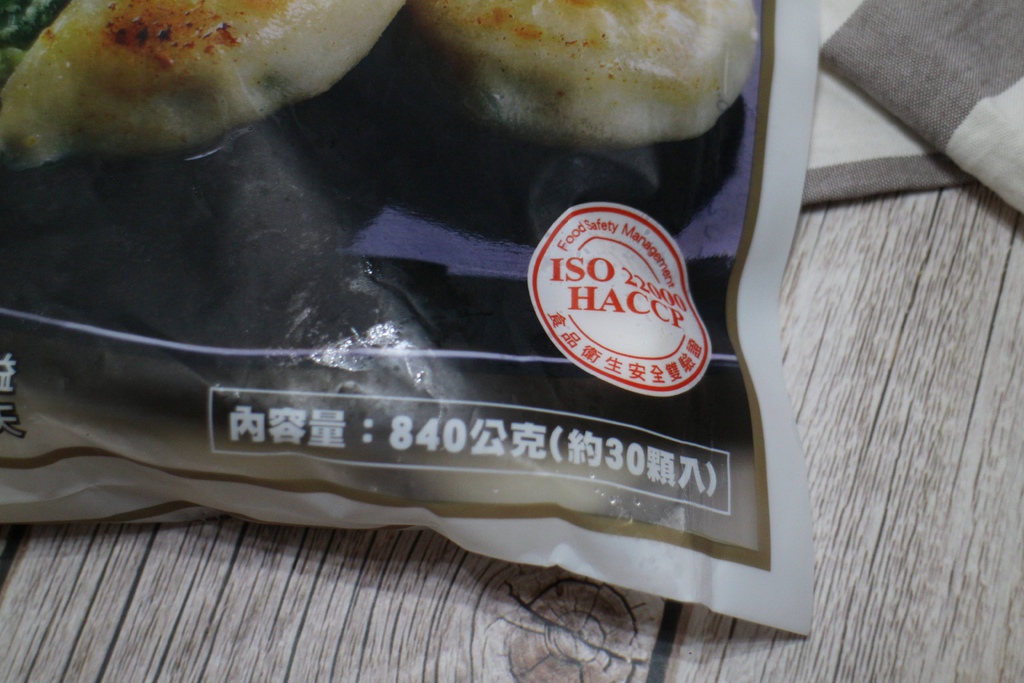 Food Safety Management
ISO 22000
HACCP
食品衛生安全雙認證
內容量：840公克(約30顆入)